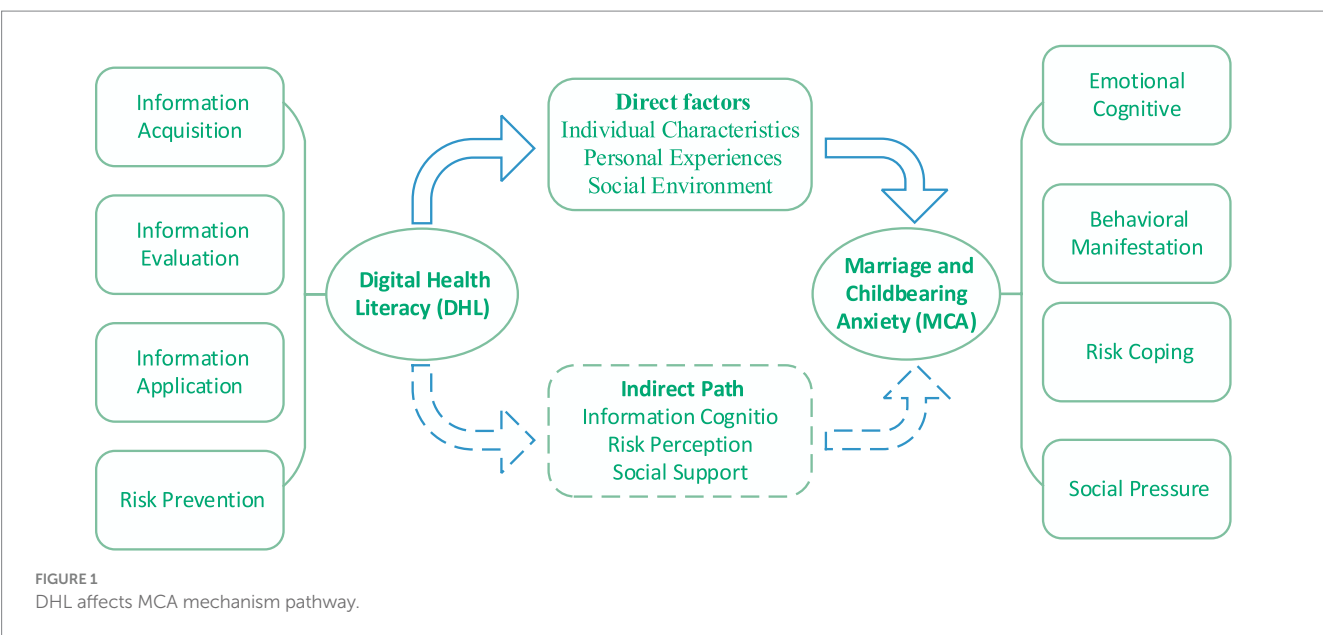 Information
Acquisition
Information
Evaluation
Information
Application
Risk Prevention
Digital Health
Literacy (DHL)
Direct factors
Individual Characteristics
Personal Experiences
Social Environment
Indirect Path
Information Cognitio
Risk Perception
Social Support
Marriage and
Childbearing
Anxiety (MCA)
Emotional
Cognitive
Behavioral
Manifestation
Risk Coping
Social Pressure
FIGURE 1
DHL affects MCA mechanism pathway.